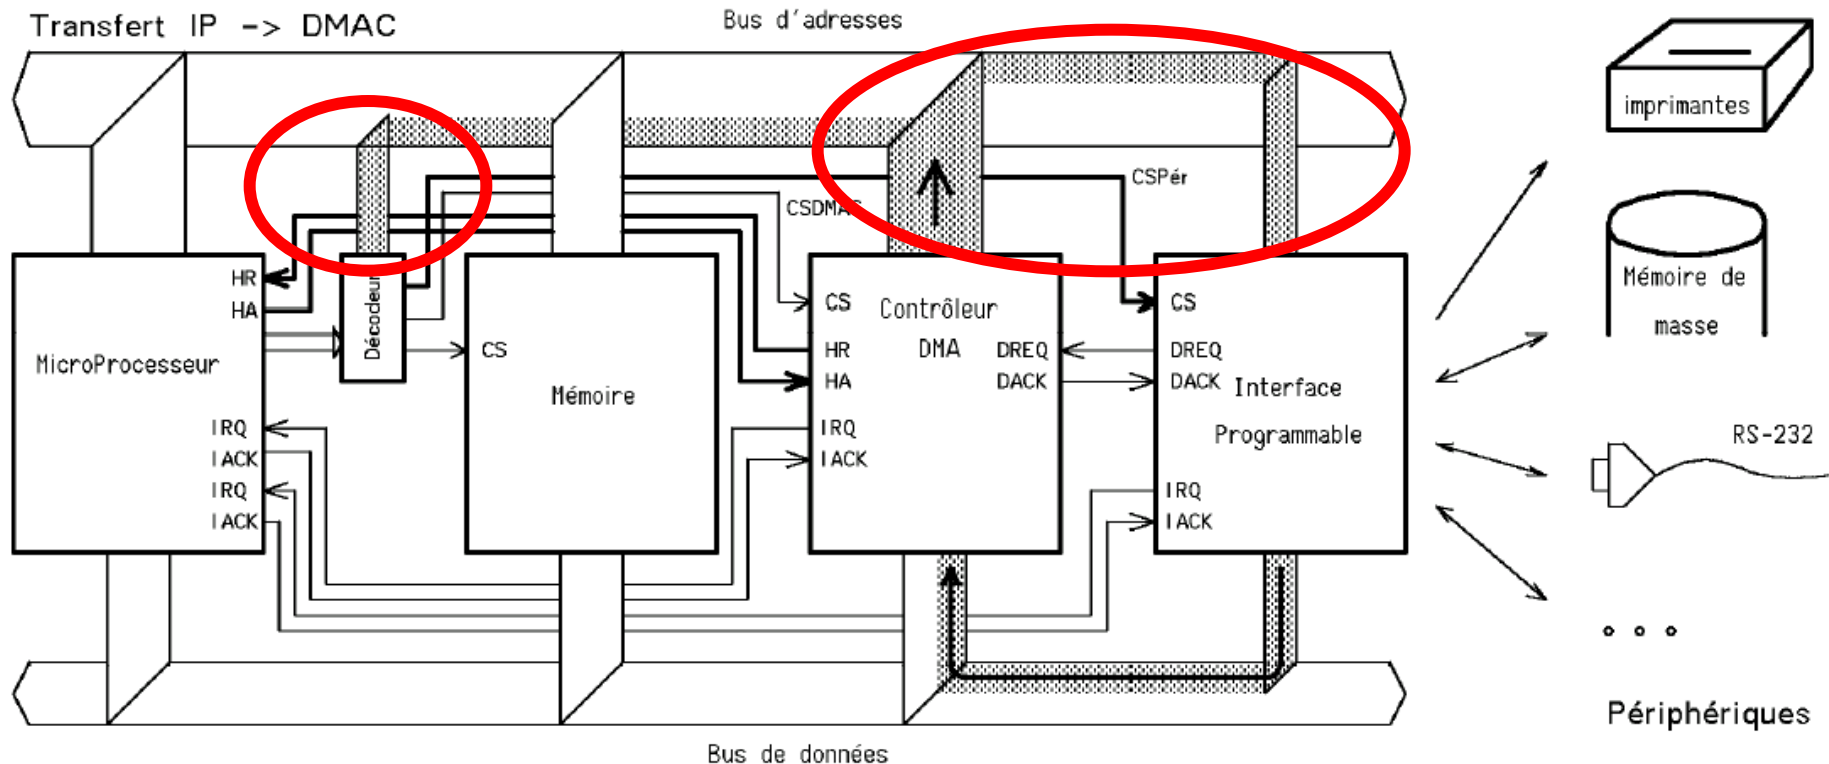 Transfert IP -> DMAC
Bus d'adresses
imprimantes
CSPér
CSDMAC
HR
HA
Décodeur
MicroProcesseur
IRQ
IACK
IRQ
IACK
CS
Mémoire
CS
Contrôleur
DMA
HR
HA
DREQ
DACK
IRQ
IACK
CS
DREQ
DACK
Interface
Programmable
IRQ
IACK
Mémoire de
masse
RS-232
Périphériques
Bus de données